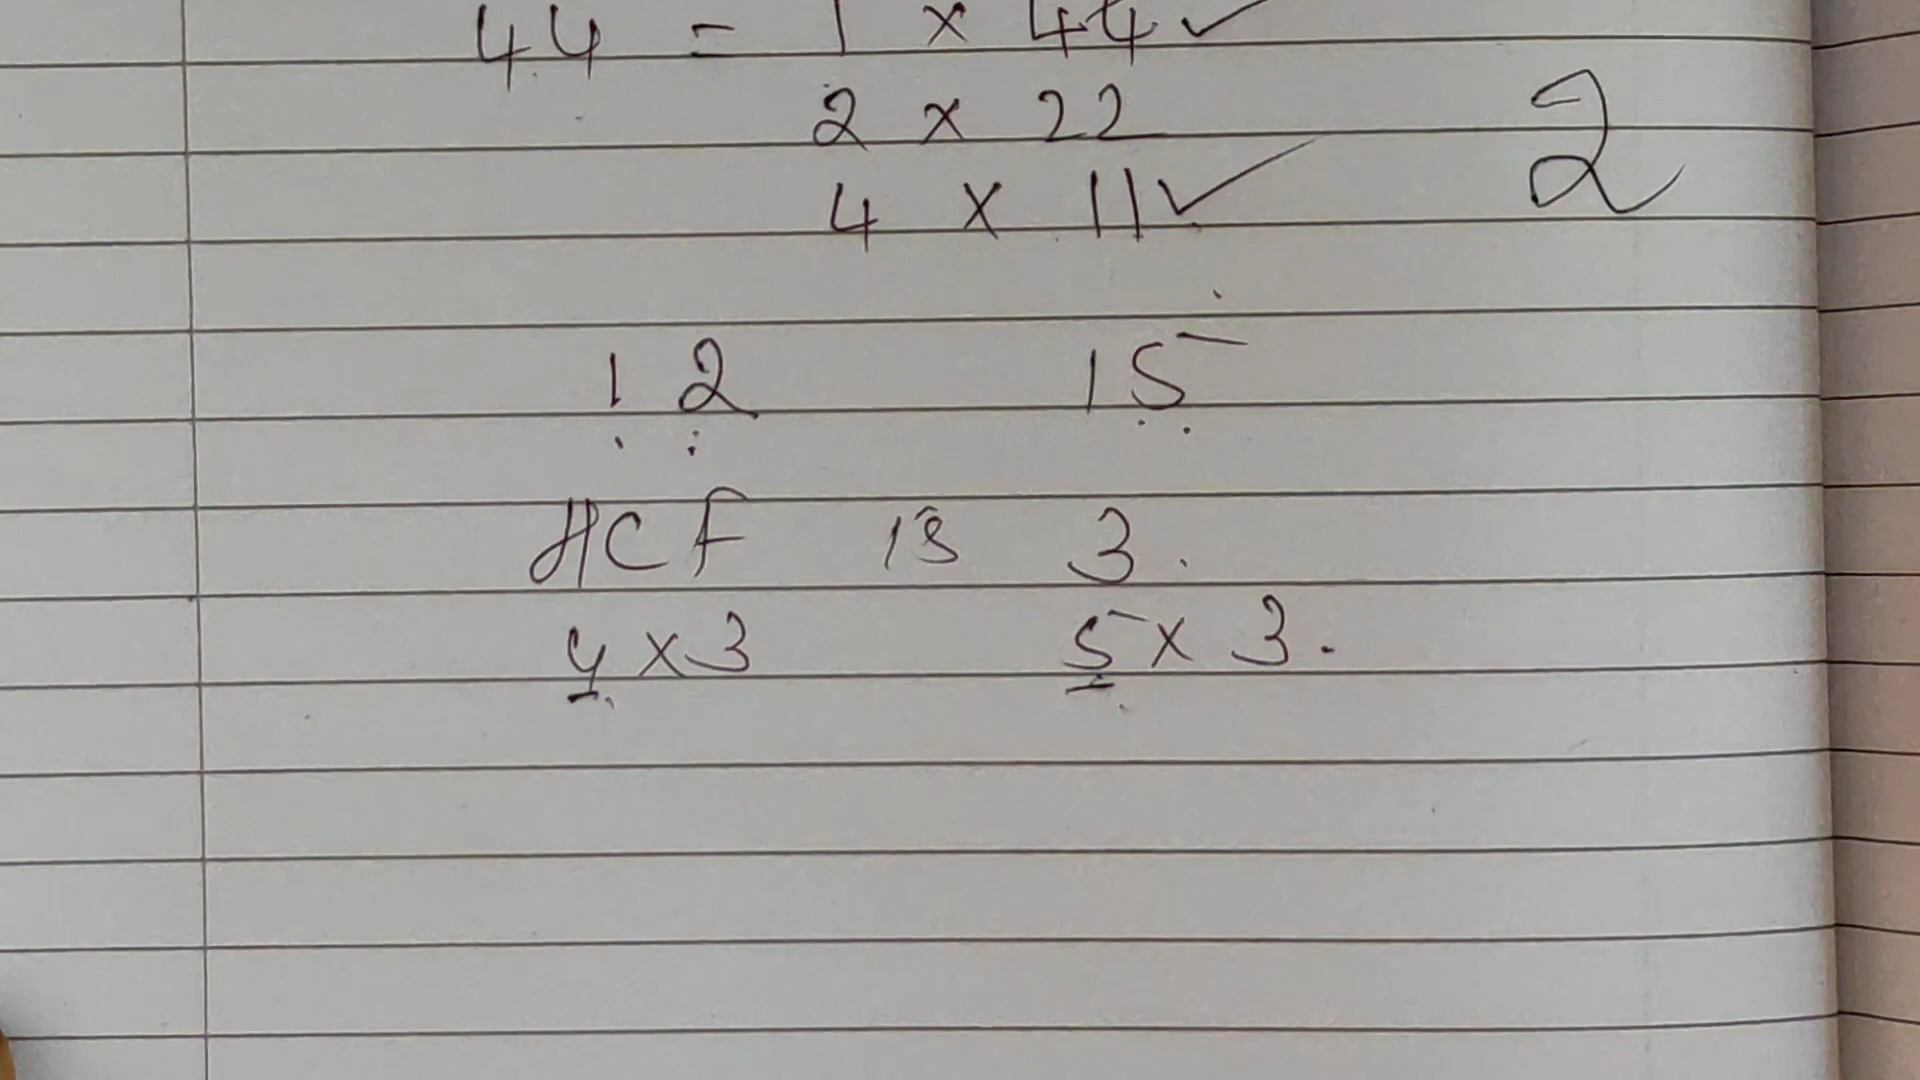 44 = 1 × 44 ✓
2 × 22
4 × 11 ✓
2
12 15
HCF is 3.
4 × 3 5 × 3.